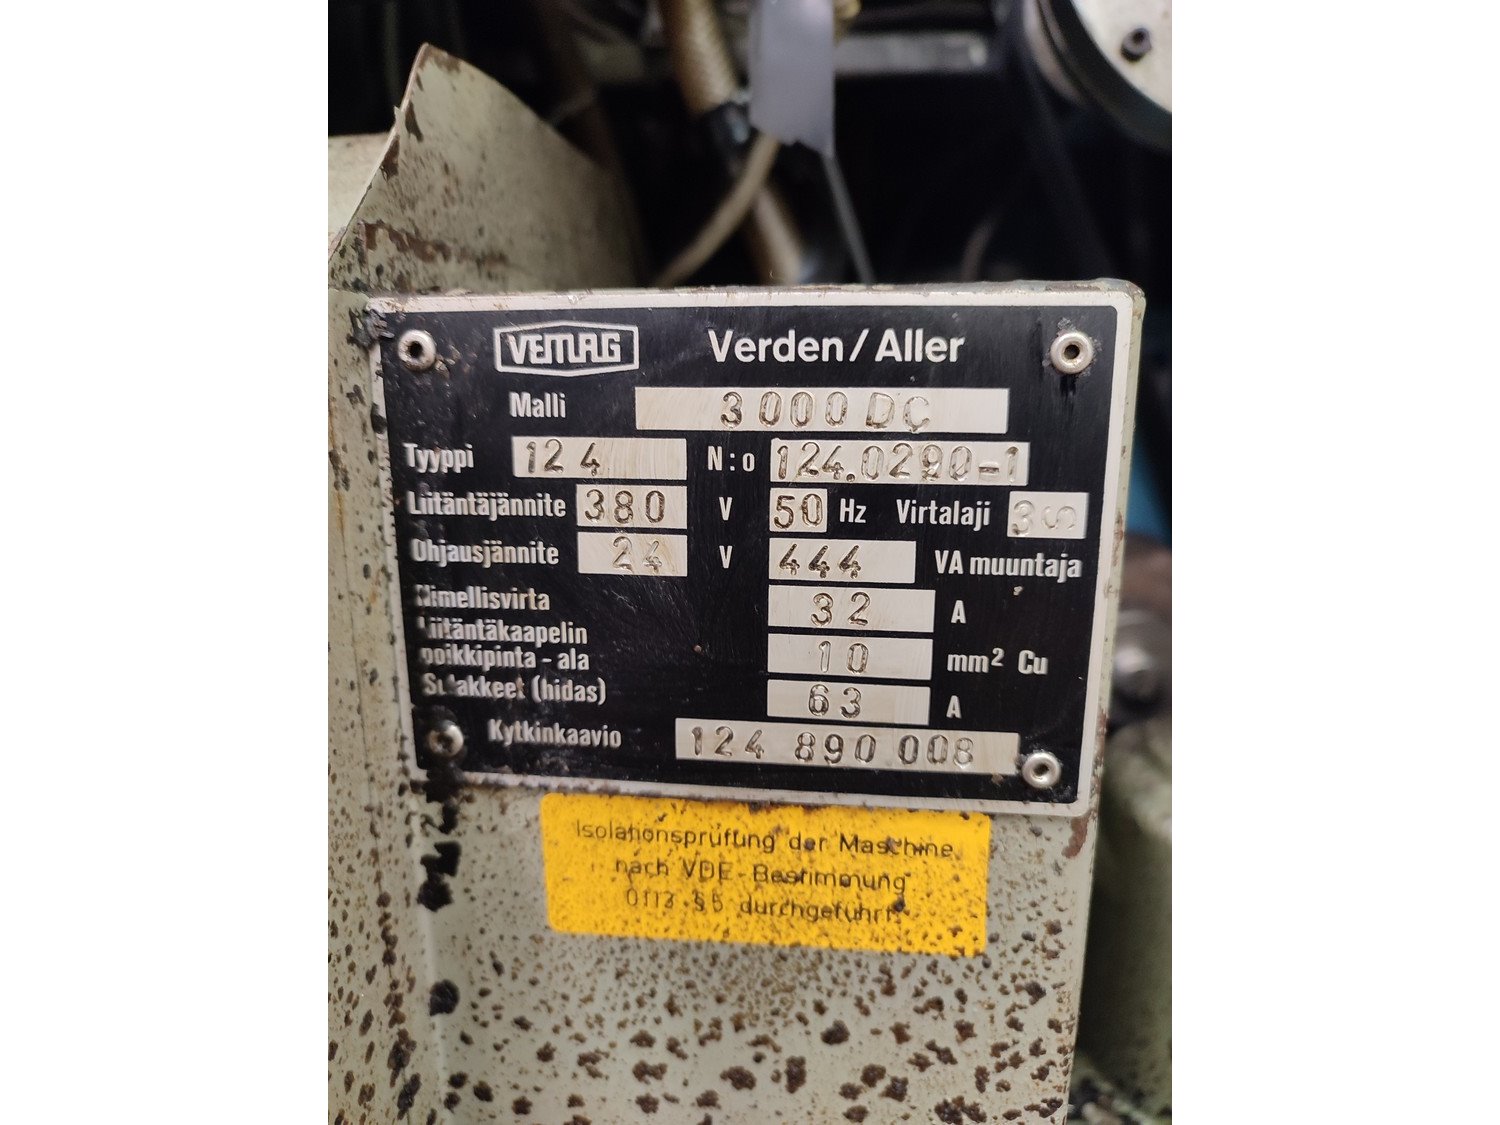 VEMAG Verden/Aller
Malli 3000DC
Tyyppi 124 N:o 124.0290-1
Liitäntäjännite 380 V 50 Hz Virtalaji 3 S
Ohjausjännite 24 V 444 VA muuntaja
Nimellisvirta 32 A
Liitäntäkaapelin
poikkipinta - ala 10 mm² Cu
Sulakkeet (hidas) 63 A
Kytkinkaavio 124 890 008
Isolationsprüfung der Maschine
nach VDE-Bestimmung
0113 § 5 durchgeführt